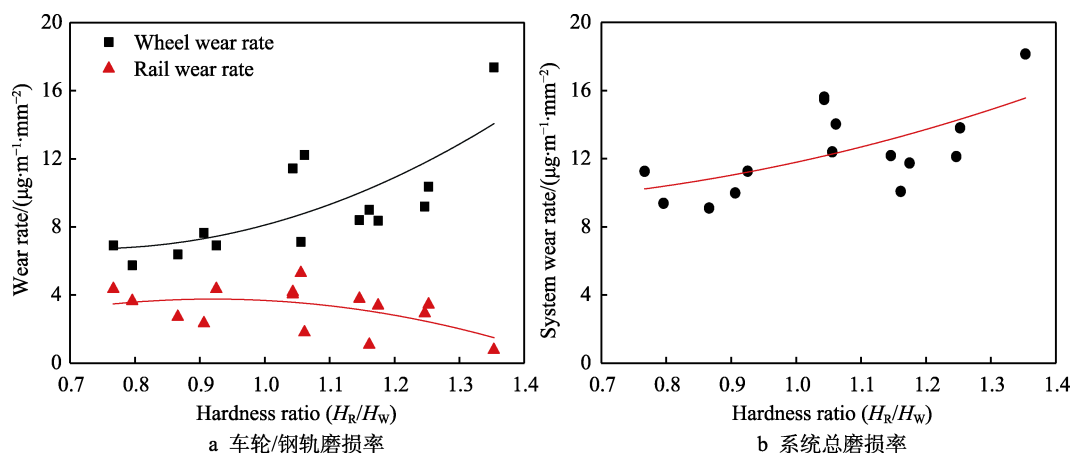 20
16
12
8
4
0
Wear rate/(μg·m⁻¹·mm⁻²)
Wheel wear rate
Rail wear rate
0.7 0.8 0.9 1.0 1.1 1.2 1.3 1.4
Hardness ratio (H_R/H_W)
a 车轮/钢轨磨损率
20
16
12
8
4
0
System wear rate/(μg·m⁻¹·mm⁻²)
0.7 0.8 0.9 1.0 1.1 1.2 1.3 1.4
Hardness ratio (H_R/H_W)
b 系统总磨损率